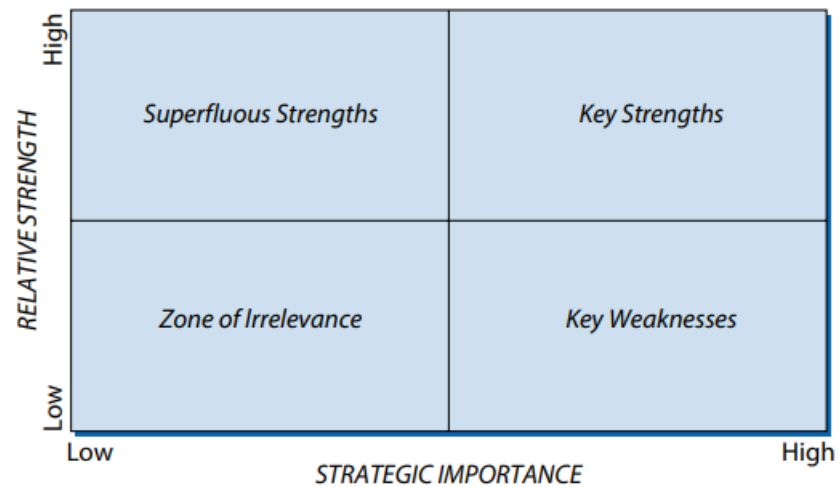 High
Superfluous Strengths
Key Strengths
RELATIVE STRENGTH
Zone of Irrelevance
Key Weaknesses
Low
Low
High
STRATEGIC IMPORTANCE